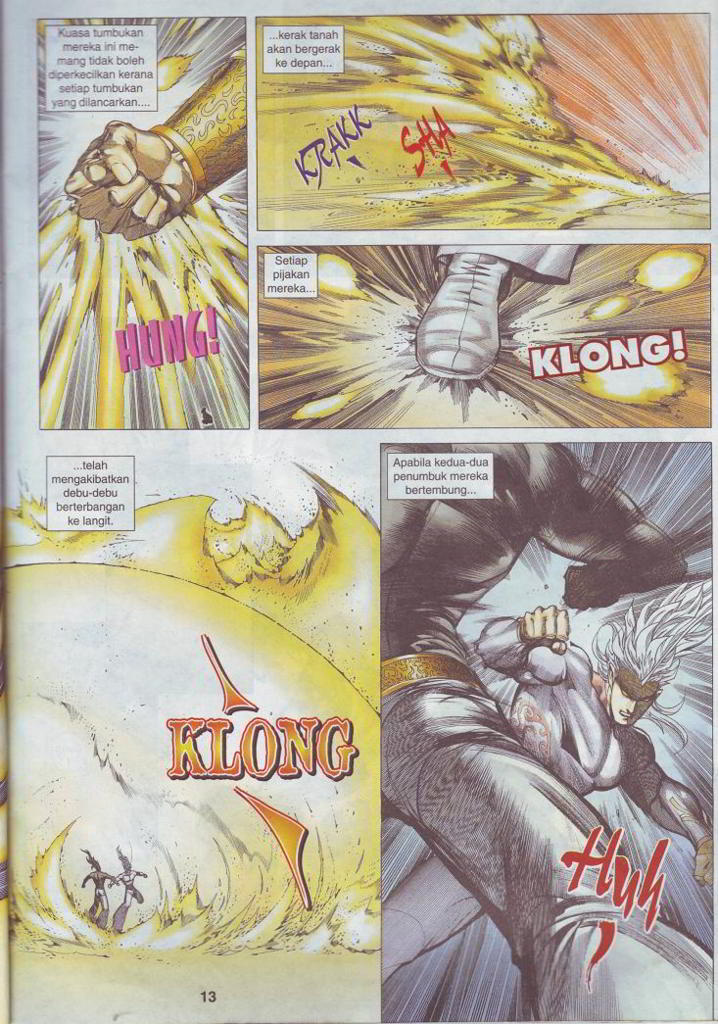 Kuasa tumbukan
mereka ini me-
mang tidak boleh
diperkecilkan kerana
setiap tumbukan
yang dilancarkan....
HUNG!
...kerak tanah
akan bergerak
ke depan...
KRAKK
SHA
Setiap
pijakan
mereka...
KLONG!
...telah
mengakibatkan
debu-debu
berterbangan
ke langit.
KLONG
Apabila kedua-dua
penumbuk mereka
bertembung...
Huh
13